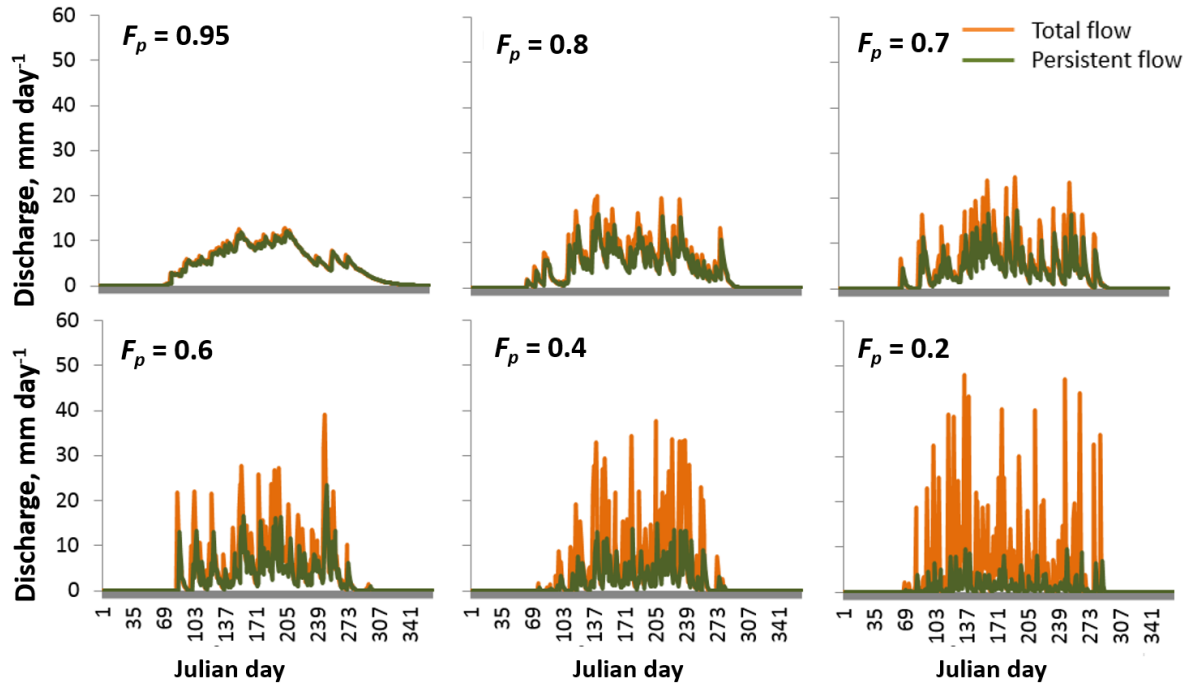 60
50
40
30
20
10
0
Discharge, mm day-1
Fp = 0.95
Fp = 0.8
Fp = 0.7
Total flow
Persistent flow
60
50
40
30
20
10
0
Discharge, mm day-1
Fp = 0.6
Fp = 0.4
Fp = 0.2
1 35 69 103 137 171 205 239 273 307 341
1 35 69 103 137 171 205 239 273 307 341
1 35 69 103 137 171 205 239 273 307 341
Julian day
Julian day
Julian day